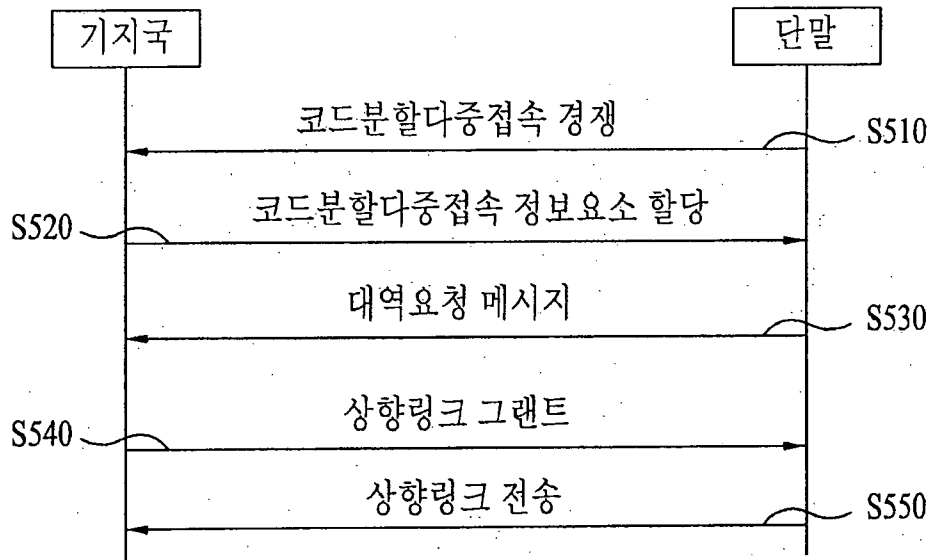 기지국
단말
코드분할다중접속 경쟁
S510
코드분할다중접속 정보요소 할당
S520
대역요청 메시지
S530
상향링크 그랜트
S540
상향링크 전송
S550